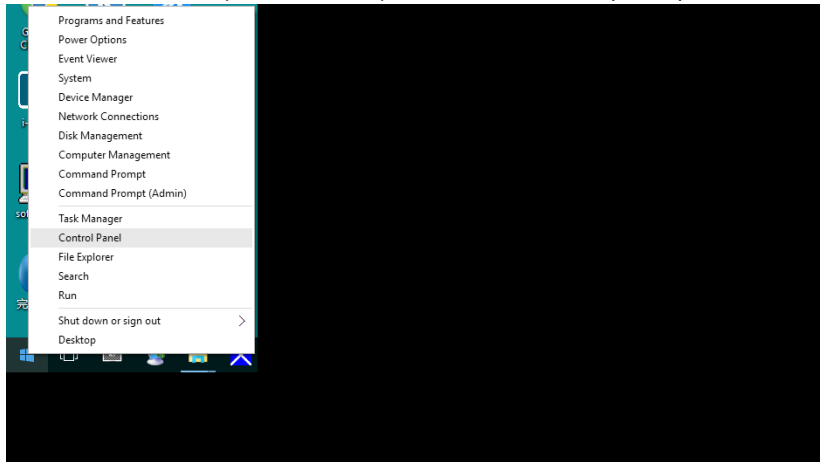 Programs and Features
Power Options
Event Viewer
System
Device Manager
Network Connections
Disk Management
Computer Management
Command Prompt
Command Prompt (Admin)
Task Manager
Control Panel
File Explorer
Search
Run
Shut down or sign out
Desktop